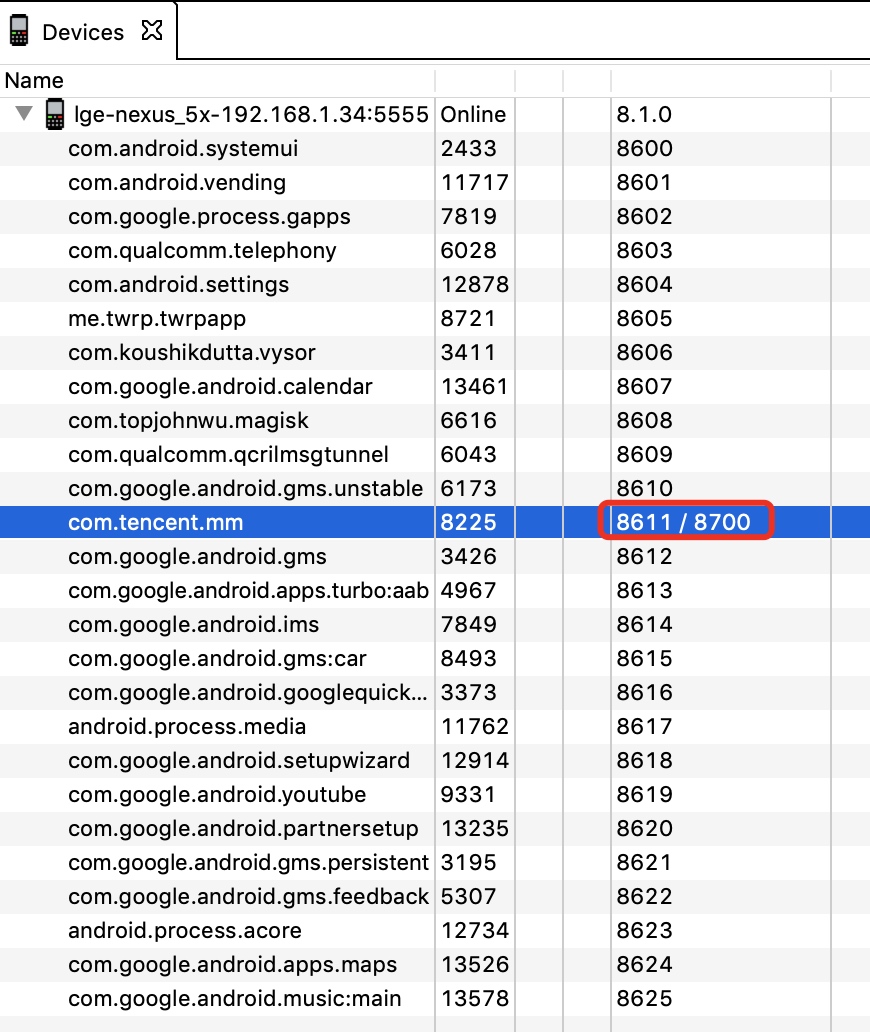 Devices
Name
lge-nexus_5x-192.168.1.34:5555 Online 8.1.0
com.android.systemui 2433 8600
com.android.vending 11717 8601
com.google.process.gapps 7819 8602
com.qualcomm.telephony 6028 8603
com.android.settings 12878 8604
me.twrp.twrpapp 8721 8605
com.koushikdutta.vysor 3411 8606
com.google.android.calendar 13461 8607
com.topjohnwu.magisk 6616 8608
com.qualcomm.qcrilmsgtunnel 6043 8609
com.google.android.gms.unstable 6173 8610
com.tencent.mm 8225 8611 / 8700
com.google.android.gms 3426 8612
com.google.android.apps.turbo:aab 4967 8613
com.google.android.ims 7849 8614
com.google.android.gms:car 8493 8615
com.google.android.googlequick... 3373 8616
android.process.media 11762 8617
com.google.android.setupwizard 12914 8618
com.google.android.youtube 9331 8619
com.google.android.partnersetup 13235 8620
com.google.android.gms.persistent 3195 8621
com.google.android.gms.feedback 5307 8622
android.process.acore 12734 8623
com.google.android.apps.maps 13526 8624
com.google.android.music:main 13578 8625